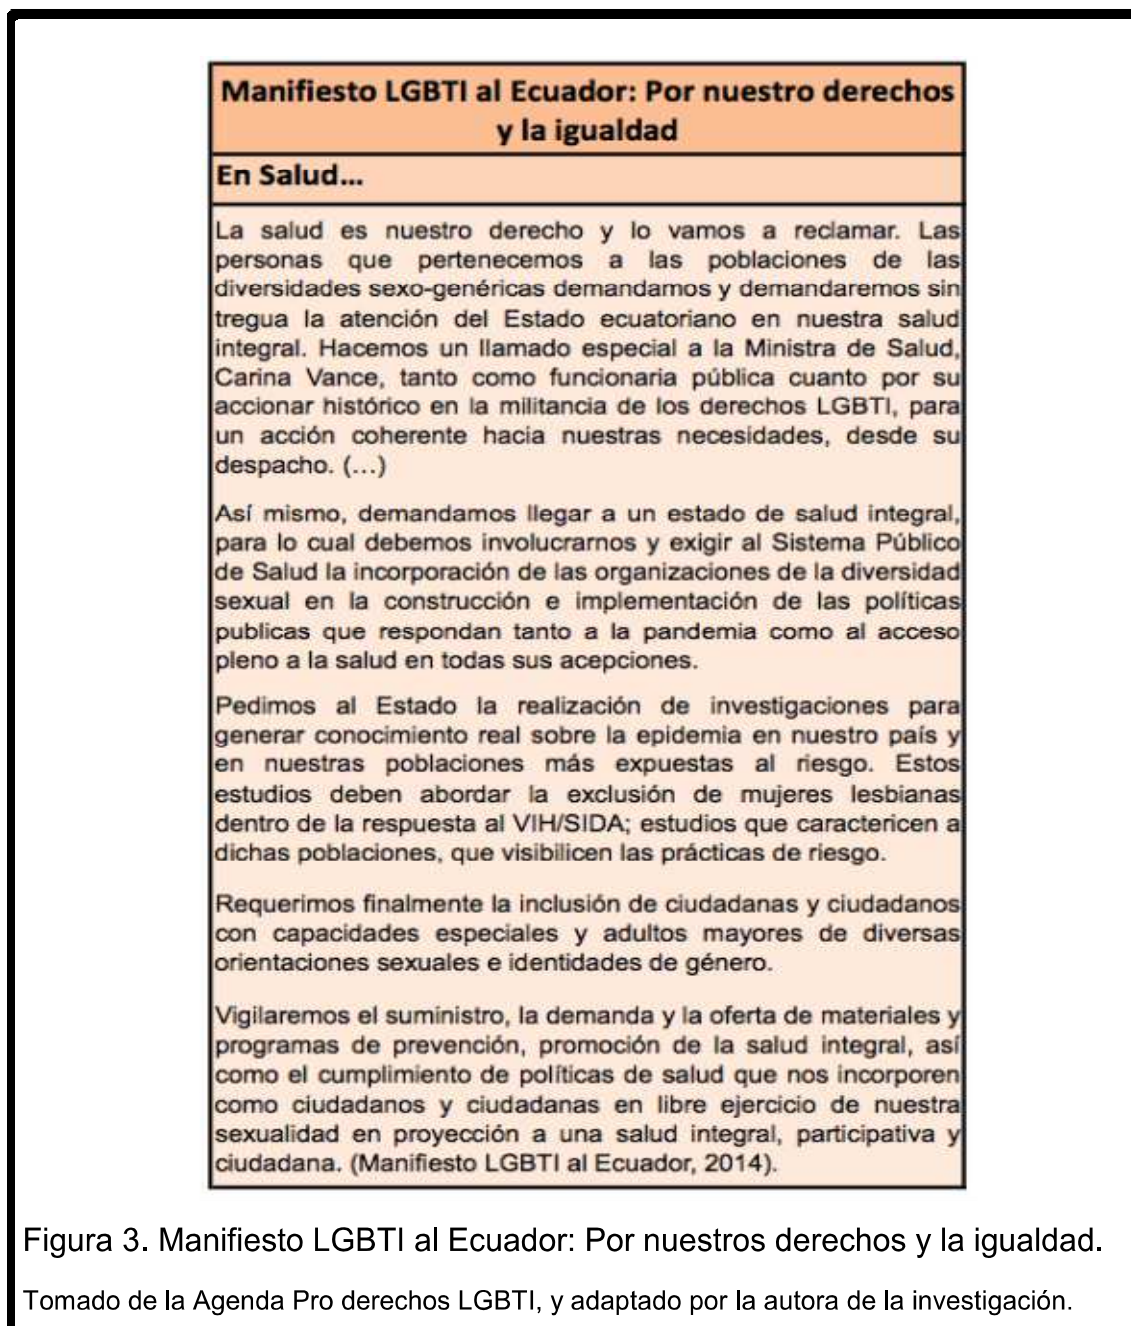 Manifiesto LGBTI al Ecuador: Por nuestro derechos
y la igualdad
En Salud...
La salud es nuestro derecho y lo vamos a reclamar. Las
personas que pertenecemos a las poblaciones de las
diversidades sexo-genéricas demandamos y demandaremos sin
tregua la atención del Estado ecuatoriano en nuestra salud
integral. Hacemos un llamado especial a la Ministra de Salud,
Carina Vance, tanto como funcionaria pública cuanto por su
accionar histórico en la militancia de los derechos LGBTI, para
un acción coherente hacia nuestras necesidades, desde su
despacho. (...)
Así mismo, demandamos llegar a un estado de salud integral,
para lo cual debemos involucrarnos y exigir al Sistema Público
de Salud la incorporación de las organizaciones de la diversidad
sexual en la construcción e implementación de las políticas
publicas que respondan tanto a la pandemia como al acceso
pleno a la salud en todas sus acepciones.
Pedimos al Estado la realización de investigaciones para
generar conocimiento real sobre la epidemia en nuestro país y
en nuestras poblaciones más expuestas al riesgo. Estos
estudios deben abordar la exclusión de mujeres lesbianas
dentro de la respuesta al VIH/SIDA; estudios que caractericen a
dichas poblaciones, que visibilicen las prácticas de riesgo.
Requerimos finalmente la inclusión de ciudadanas y ciudadanos
con capacidades especiales y adultos mayores de diversas
orientaciones sexuales e identidades de género.
Vigilaremos el suministro, la demanda y la oferta de materiales y
programas de prevención, promoción de la salud integral, así
como el cumplimiento de políticas de salud que nos incorporen
como ciudadanos y ciudadanas en libre ejercicio de nuestra
sexualidad en proyección a una salud integral, participativa y
ciudadana. (Manifiesto LGBTI al Ecuador, 2014).
Figura 3. Manifiesto LGBTI al Ecuador: Por nuestros derechos y la igualdad.
Tomado de la Agenda Pro derechos LGBTI, y adaptado por la autora de la investigación.